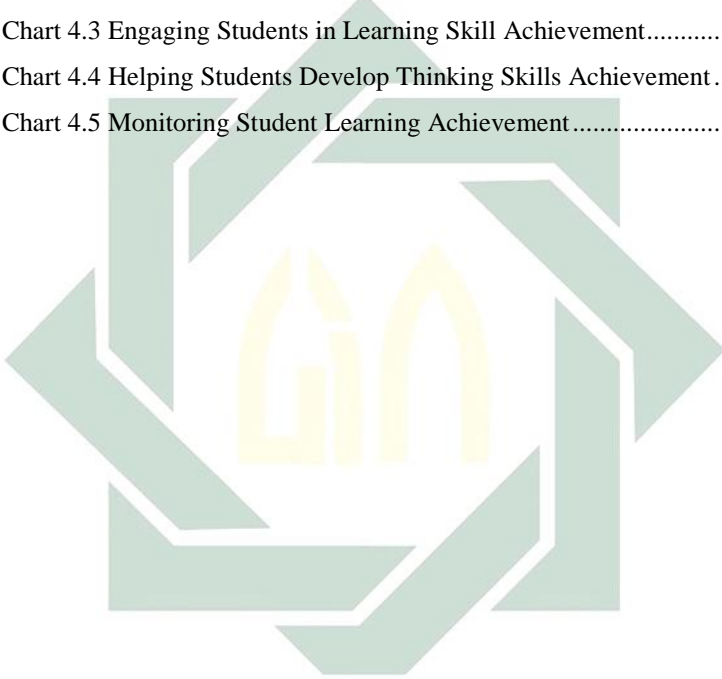 Chart 4.3 Engaging Students in Learning Skill Achievement...........
Chart 4.4 Helping Students Develop Thinking Skills Achievement .
Chart 4.5 Monitoring Student Learning Achievement.....................